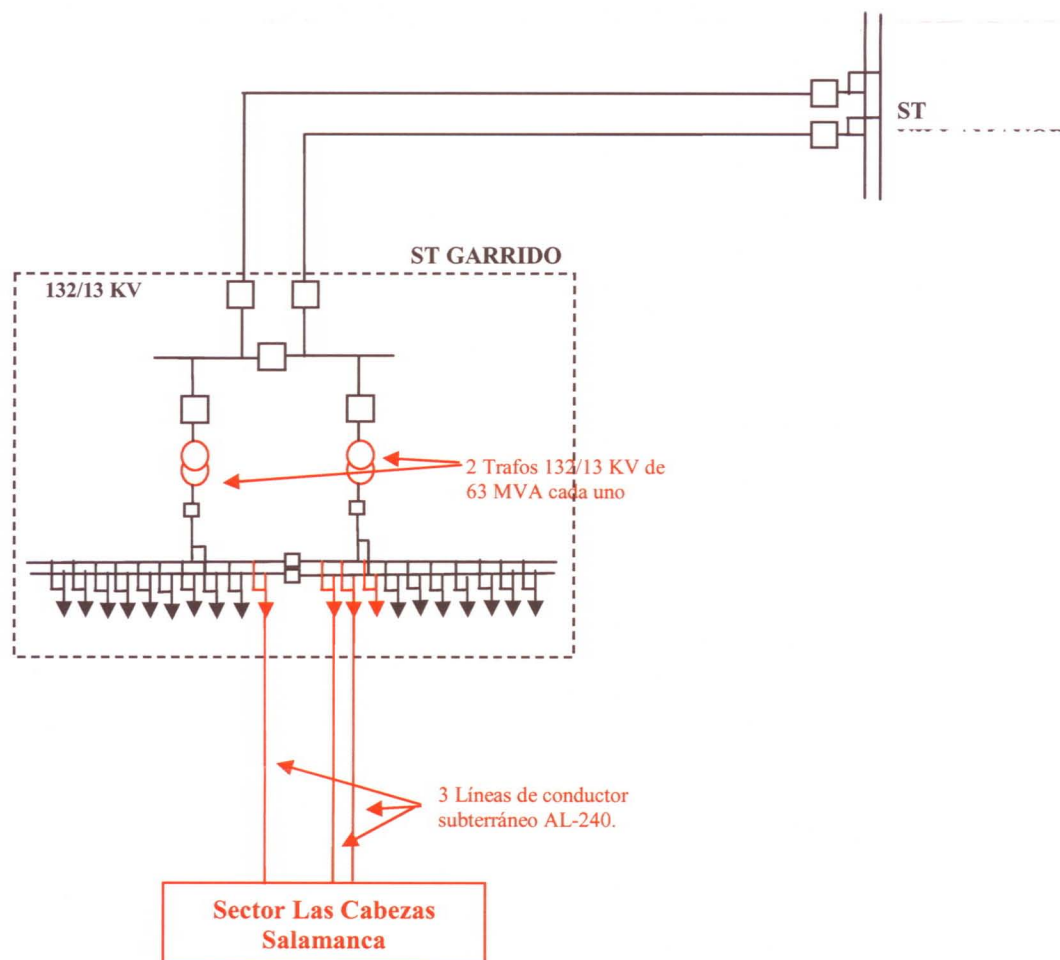 ST
ST GARRIDO
132/13 KV
2 Trafos 132/13 KV de
63 MVA cada uno
3 Líneas de conductor
subterráneo AL-240.
Sector Las Cabezas
Salamanca